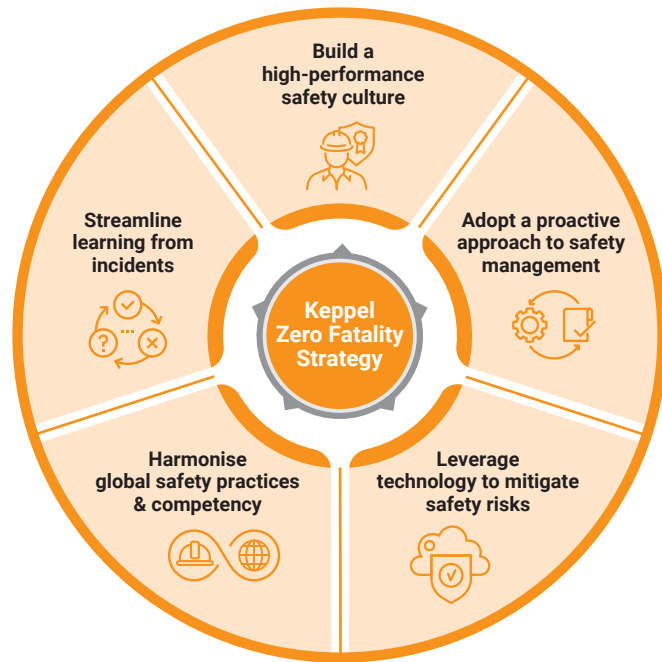 Build a
high-performance
safety culture
Adopt a proactive
approach to safety
management
Leverage
technology to mitigate
safety risks
Harmonise
global safety practices
& competency
Streamline
learning from
incidents
Keppel
Zero Fatality
Strategy